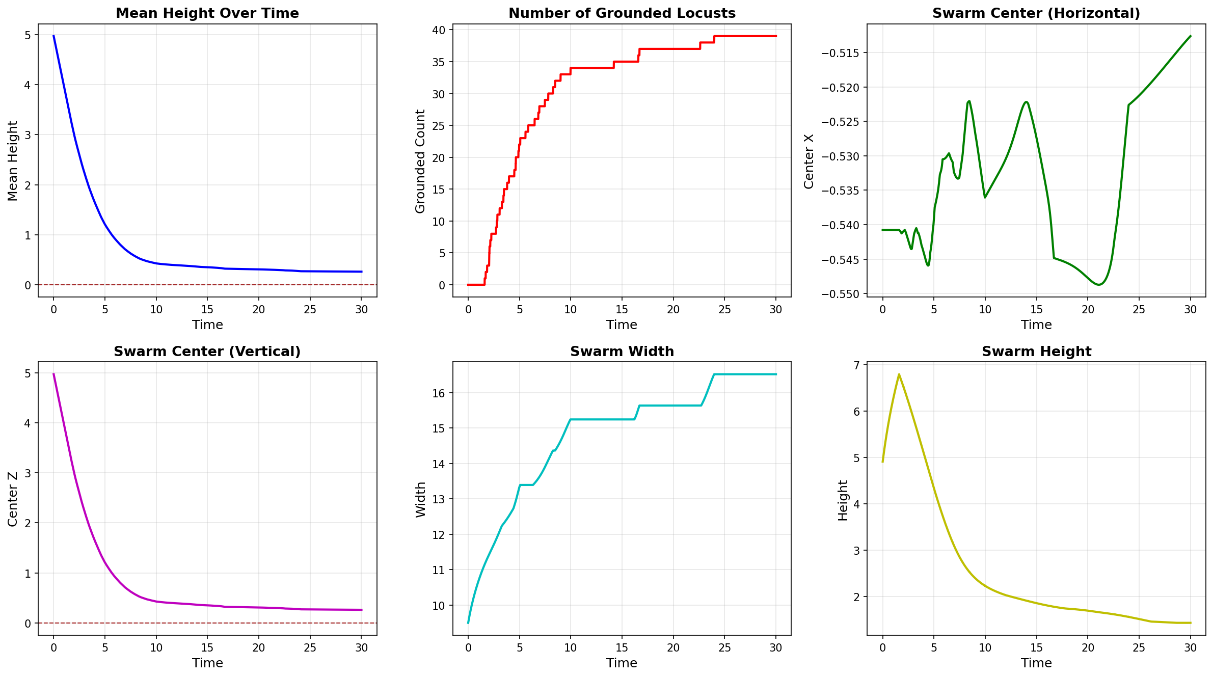 Mean Height Over Time
Mean Height
5
4
3
2
1
0
0 5 10 15 20 25 30
Time
Number of Grounded Locusts
Grounded Count
40
35
30
25
20
15
10
5
0
0 5 10 15 20 25 30
Time
Swarm Center (Horizontal)
Center X
−0.515
−0.520
−0.525
−0.530
−0.535
−0.540
−0.545
−0.550
0 5 10 15 20 25 30
Time
Swarm Center (Vertical)
Center Z
5
4
3
2
1
0
0 5 10 15 20 25 30
Time
Swarm Width
Width
16
15
14
13
12
11
10
0 5 10 15 20 25 30
Time
Swarm Height
Height
7
6
5
4
3
2
0 5 10 15 20 25 30
Time